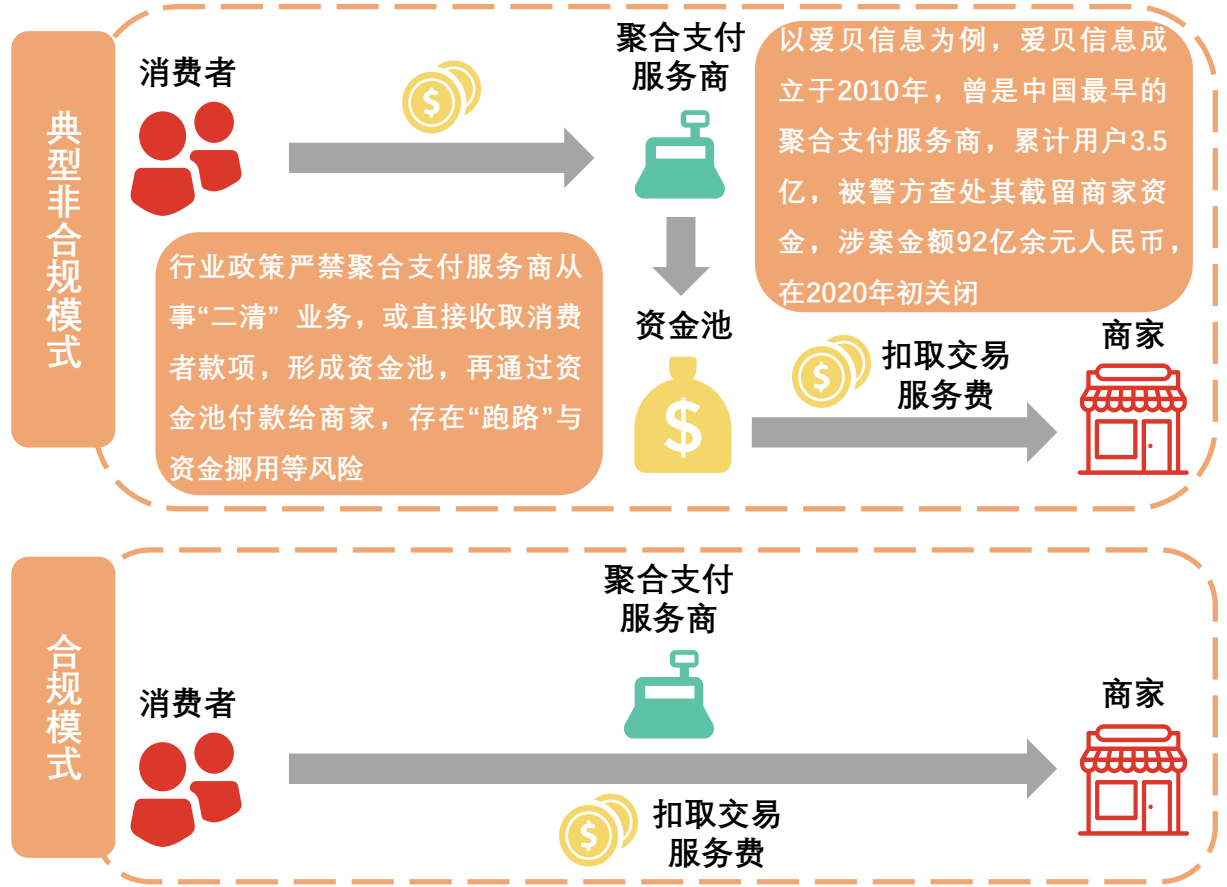 典型非合规模式
消费者
聚合支付
服务商
以爱贝信息为例，爱贝信息成
立于2010年，曾是中国最早的
聚合支付服务商，累计用户3.5
亿，被警方查处其截留商家资
金，涉案金额92亿余元人民币，
在2020年初关闭
行业政策严禁聚合支付服务商从
事“二清” 业务，或直接收取消费
者款项，形成资金池，再通过资
金池付款给商家，存在“跑路”与
资金挪用等风险
资金池
扣取交易
服务费
商家
合规模式
消费者
聚合支付
服务商
扣取交易
服务费
商家